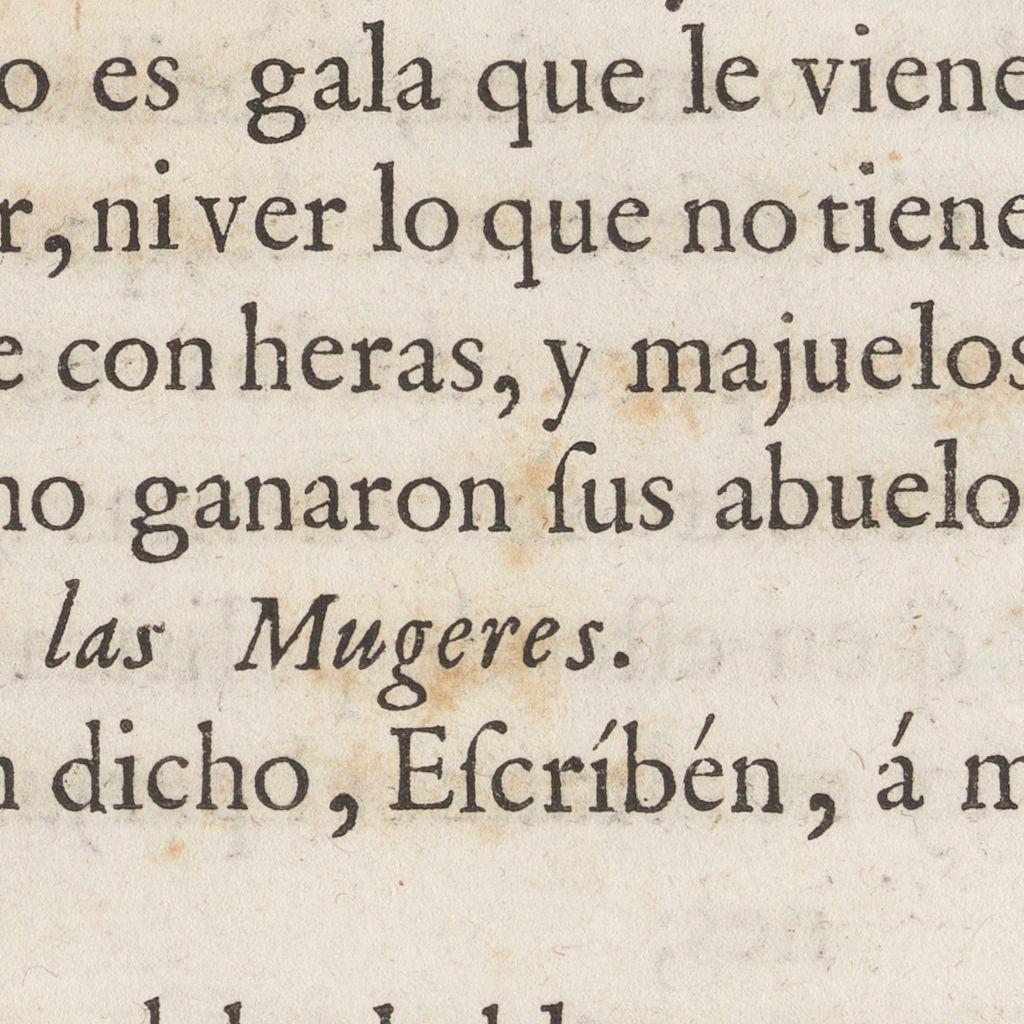 o es gala que le viene
r, ni ver lo que no tiene
e con heras, y majuelos
no ganaron ſus abuelo
las Mugeres.
n dicho, Eſcríbén, á m